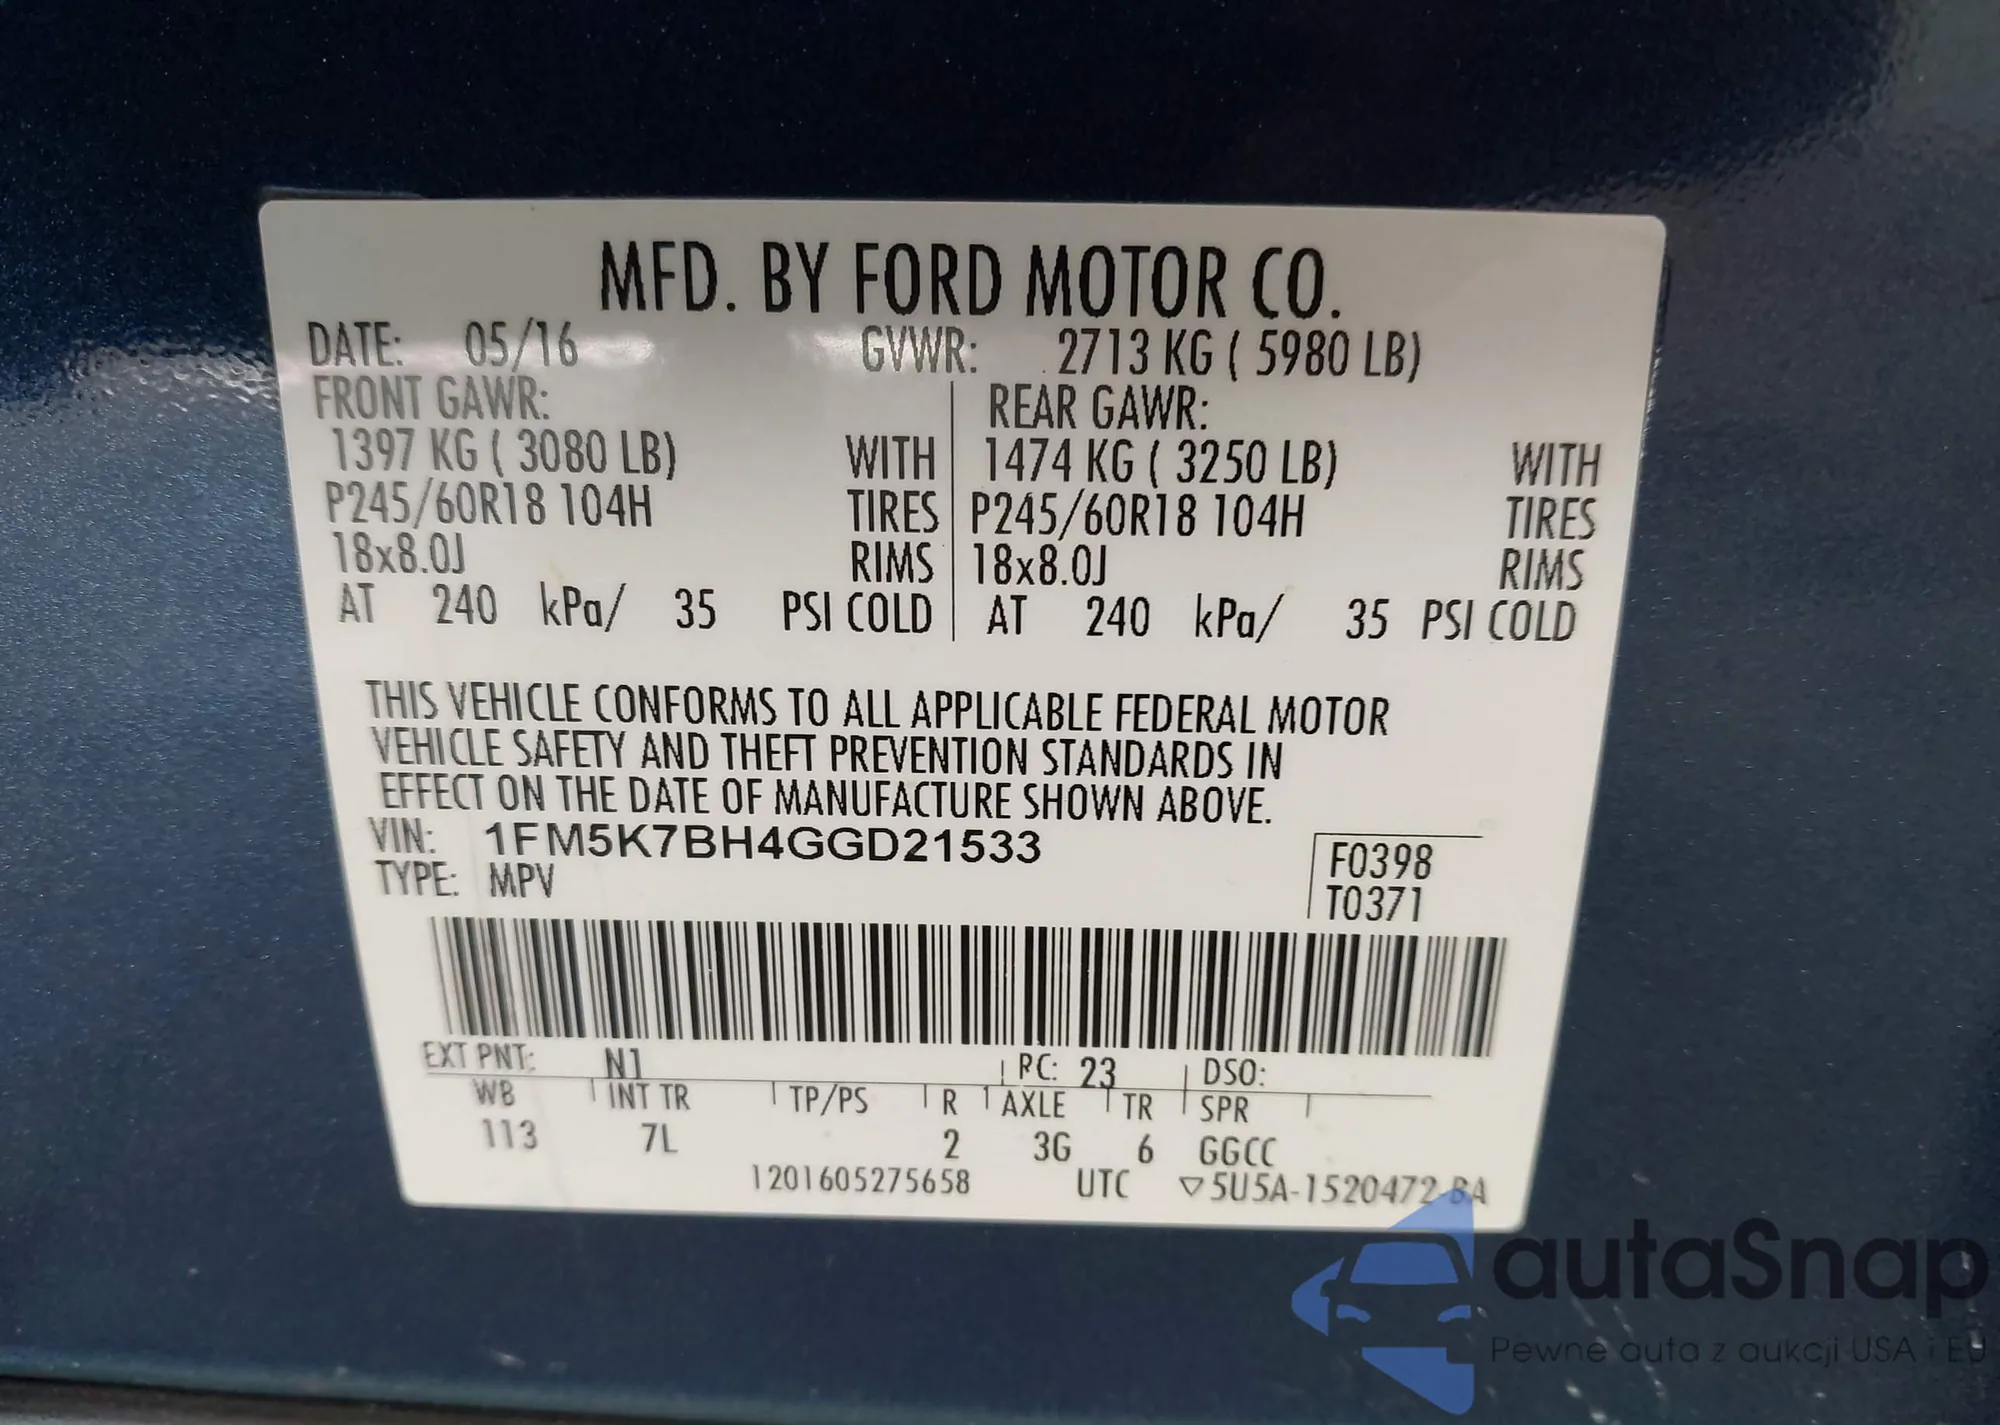 MFD. BY FORD MOTOR CO.
DATE: 05/16 GVWR: 2713 KG ( 5980 LB)
FRONT GAWR: REAR GAWR:
1397 KG ( 3080 LB) WITH 1474 KG ( 3250 LB) WITH
P245/60R18 104H TIRES P245/60R18 104H TIRES
18x8.0J RIMS 18x8.0J RIMS
AT 240 kPa/ 35 PSI COLD AT 240 kPa/ 35 PSI COLD
THIS VEHICLE CONFORMS TO ALL APPLICABLE FEDERAL MOTOR
VEHICLE SAFETY AND THEFT PREVENTION STANDARDS IN
EFFECT ON THE DATE OF MANUFACTURE SHOWN ABOVE.
VIN: 1FM5K7BH4GGD21533 F0398
TYPE: MPV T0371
EXT PNT: N1 RC: 23 DSO:
WB INT TR TP/PS R AXLE TR SPR
113 7L 2 3G 6 GGCC
1201605275658 UTC ▽5U5A-1520472-BA
autaSnap
Pewne auta z aukcji USA i EU